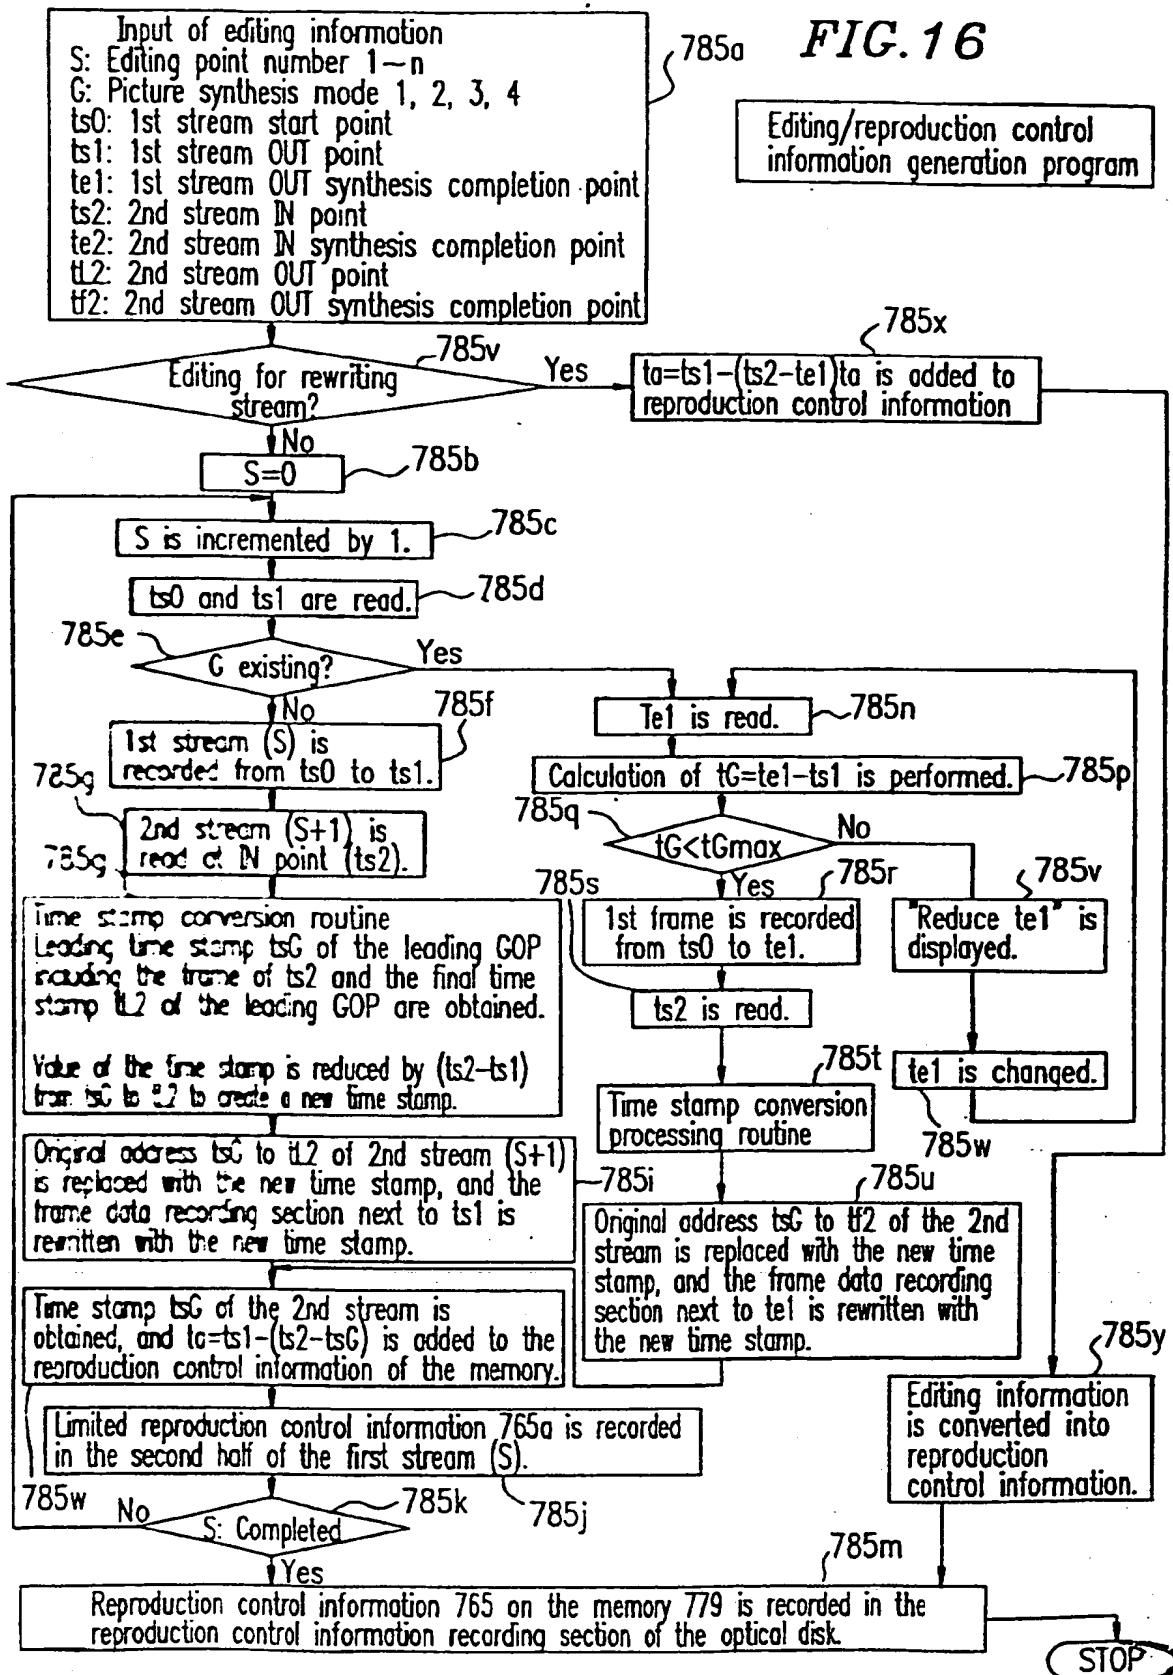 FIG. 16
Editing/reproduction control
information generation program
Input of editing information
S: Editing point number 1-n
G: Picture synthesis mode 1, 2, 3, 4
ts0: 1st stream start point
ts1: 1st stream OUT point
te1: 1st stream OUT synthesis completion point
ts2: 2nd stream IN point
te2: 2nd stream IN synthesis completion point
tL2: 2nd stream OUT point
tf2: 2nd stream OUT synthesis completion point
785a
785v
Editing for rewriting
stream?
Yes
No
785x
ta=ts1-(ts2-te1)ta is added to
reproduction control information
S=0
785b
S is incremented by 1.
785c
ts0 and ts1 are read.
785d
785e
G existing?
Yes
No
785f
1st stream (S) is
recorded from ts0 to ts1.
785g
2nd stream (S+1) is
read at IN point (ts2).
785g
Time stamp conversion routine
Leading time stamp tsG of the leading GOP
including the frame of ts2 and the final time
stamp tL2 of the leading GOP are obtained.
Value of the time stamp is reduced by (ts2-ts1)
from tsG to tL2 to create a new time stamp.
Original address tsG to tL2 of 2nd stream (S+1)
is replaced with the new time stamp, and the
frame data recording section next to ts1 is
rewritten with the new time stamp.
785i
Time stamp tsG of the 2nd stream is
obtained, and ta=ts1-(ts2-tsG) is added to the
reproduction control information of the memory.
785w
Limited reproduction control information 765a is recorded
in the second half of the first stream (S).
785j
S: Completed
785k
No
Yes
Te1 is read.
785n
Calculation of tG=te1-ts1 is performed.
785p
785q
tG<tGmax
No
Yes
785r
1st frame is recorded
from ts0 to te1.
785s
ts2 is read.
785t
Time stamp conversion
processing routine
785v
"Reduce te1" is
displayed.
te1 is changed.
785w
785u
Original address tsG to tf2 of the 2nd
stream is replaced with the new time
stamp, and the frame data recording
section next to te1 is rewritten with
the new time stamp.
785y
Editing information
is converted into
reproduction
control information.
785m
Reproduction control information 765 on the memory 779 is recorded in the
reproduction control information recording section of the optical disk.
STOP